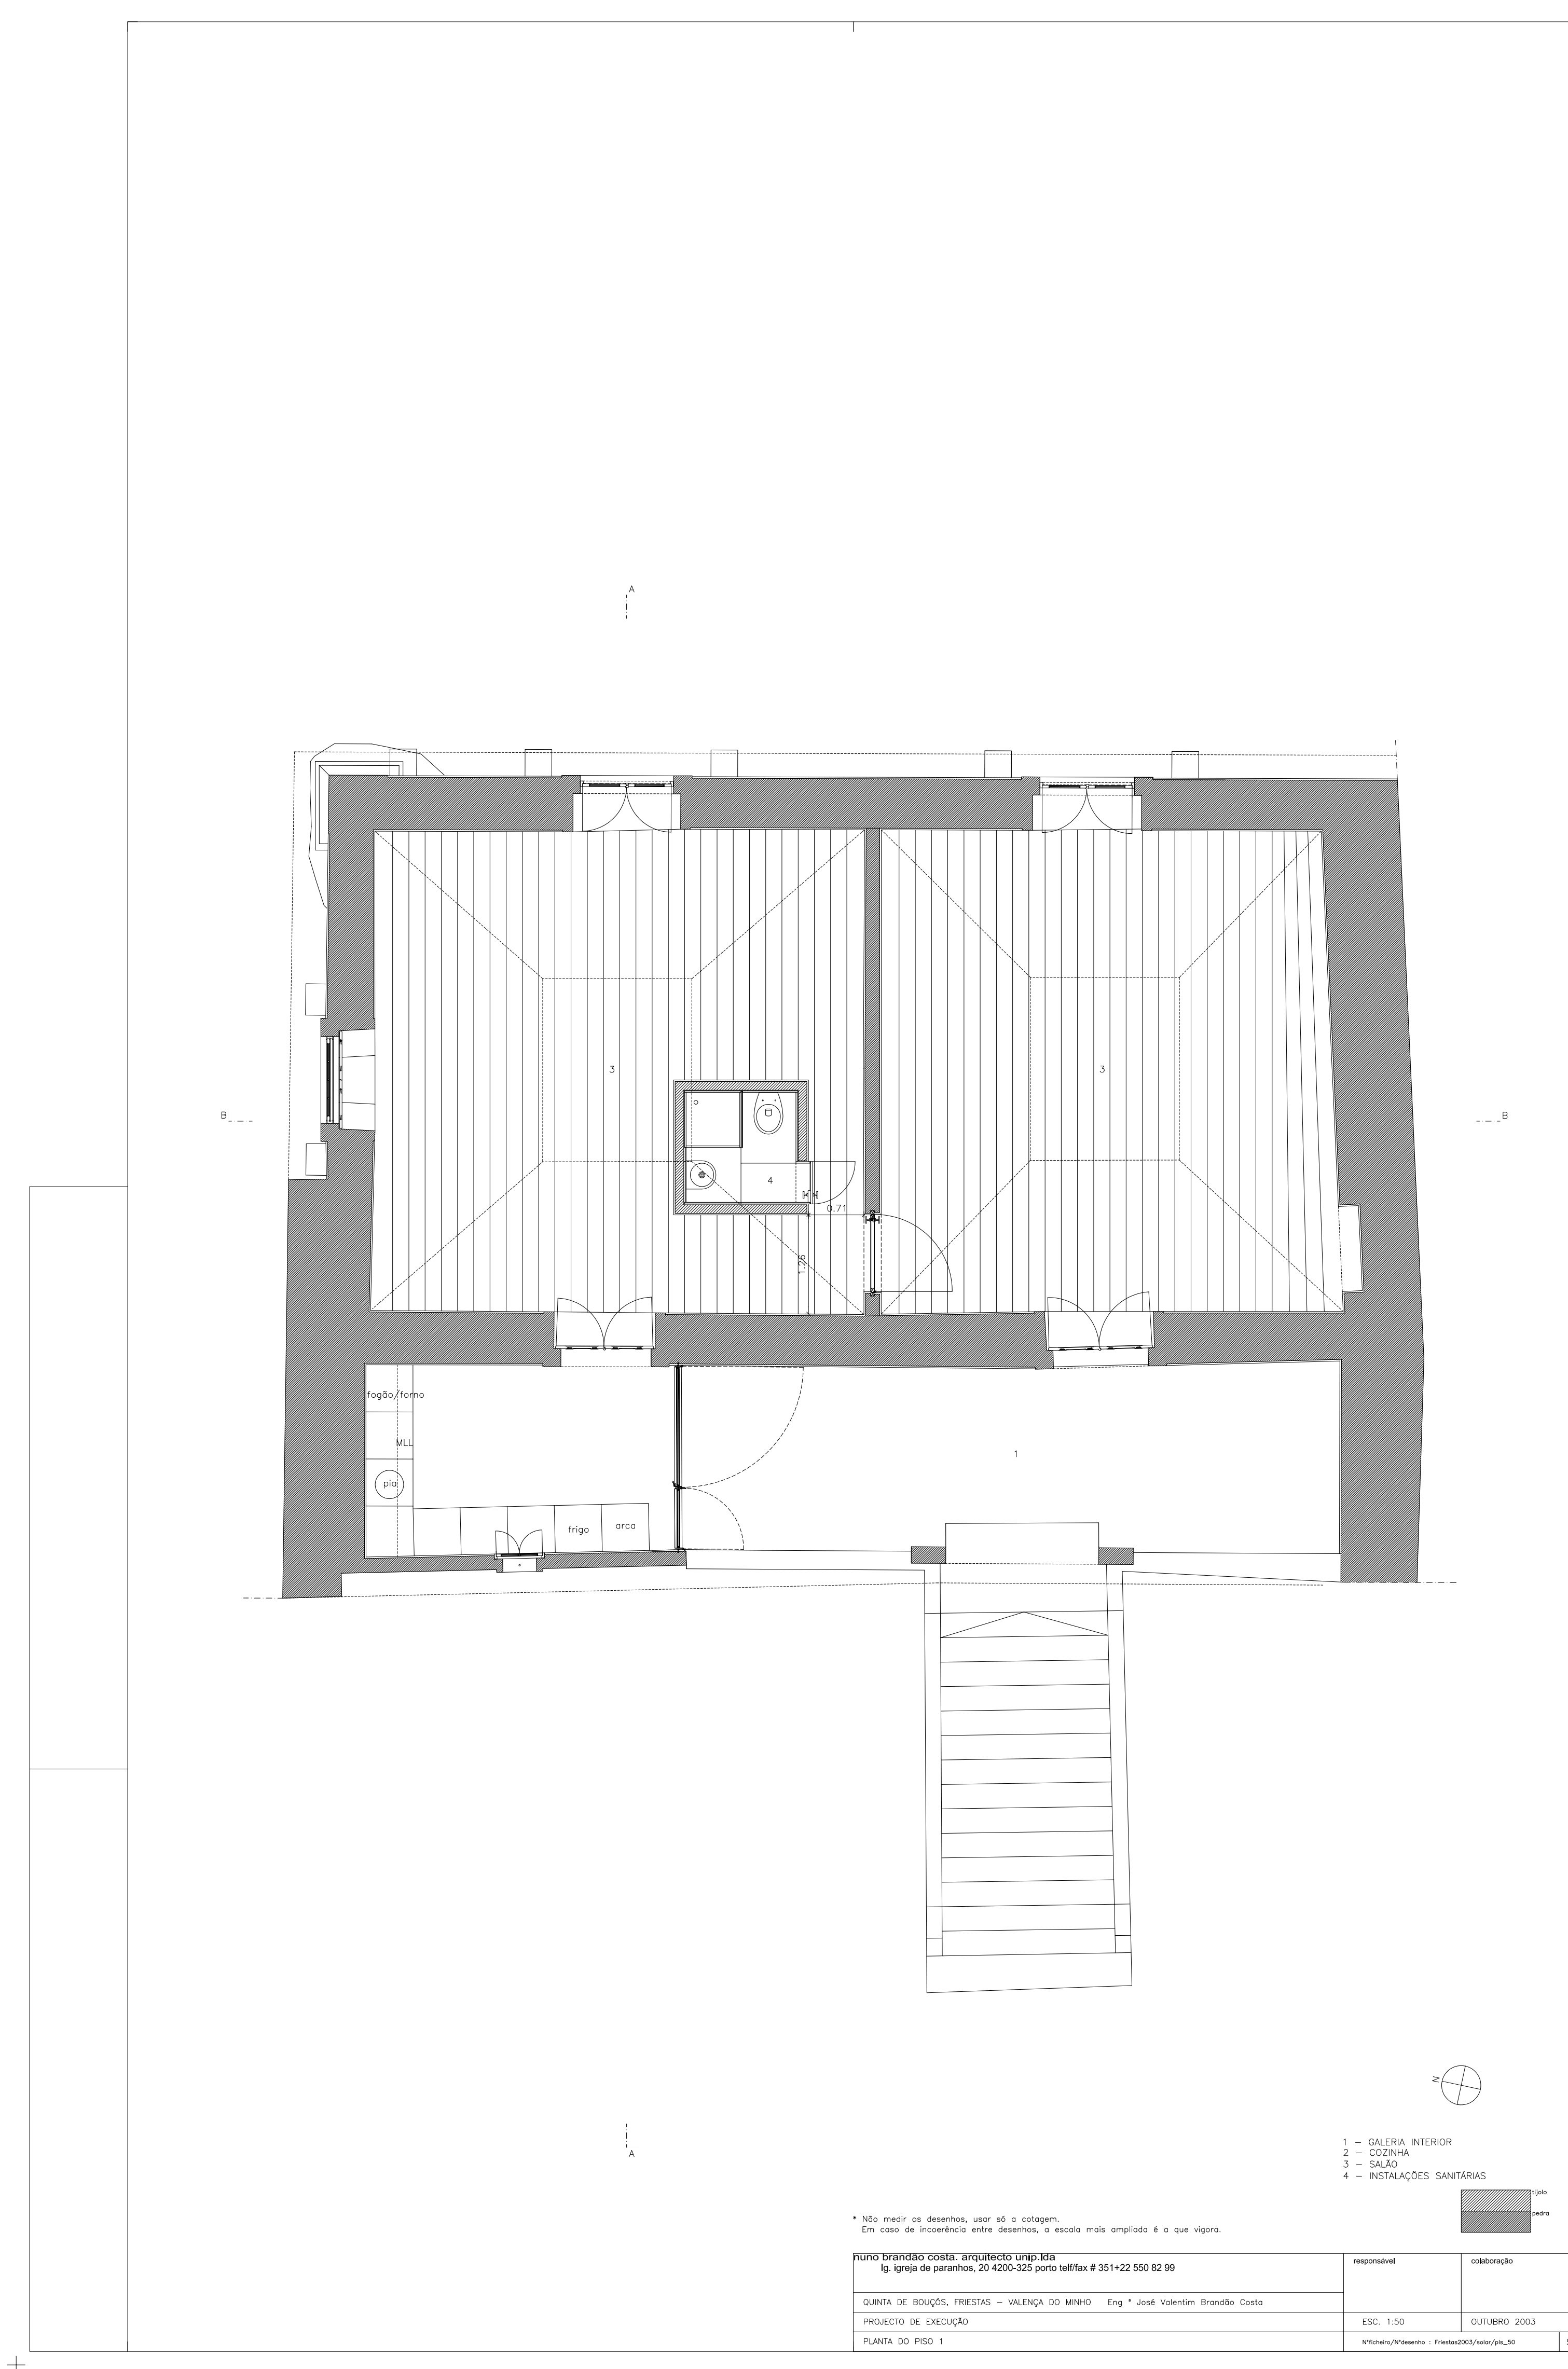 A
3
3
B
B
4
0.71
1.26
fogão/forno
MLL
1
pia
frigo
arca
*
N
A
1 – GALERIA INTERIOR
2 – COZINHA
3 – SALÃO
4 – INSTALAÇÕES SANITÁRIAS
tijolo
pedra
* Não medir os desenhos, usar só a cotagem.
Em caso de incoerência entre desenhos, a escala mais ampliada é a que vigora.
nuno brandão costa. arquitecto unip.lda
lg. igreja de paranhos, 20 4200-325 porto telf/fax # 351+22 550 82 99
responsável
colaboração
QUINTA DE BOUÇÓS, FRIESTAS – VALENÇA DO MINHO Eng º José Valentim Brandão Costa
PROJECTO DE EXECUÇÃO
ESC. 1:50
OUTUBRO 2003
PLANTA DO PISO 1
Nºficheiro/Nºdesenho : Friestas2003/solar/pls_50